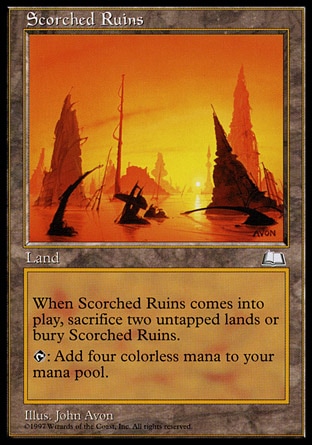 Scorched Ruins
AVON
Land
When Scorched Ruins comes into
play, sacrifice two untapped lands or
bury Scorched Ruins.
: Add four colorless mana to your
mana pool.
Illus. John Avon
©1997 Wizards of the Coast, Inc. All rights reserved.